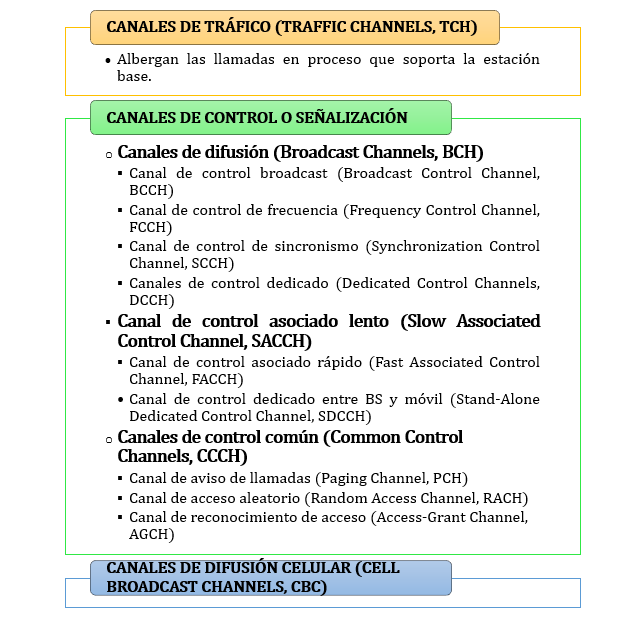 CANALES DE TRÁFICO (TRAFFIC CHANNELS, TCH)
• Albergan las llamadas en proceso que soporta la estación
base.
CANALES DE CONTROL O SEÑALIZACIÓN
o Canales de difusión (Broadcast Channels, BCH)
▪ Canal de control broadcast (Broadcast Control Channel,
BCCH)
▪ Canal de control de frecuencia (Frequency Control Channel,
FCCH)
▪ Canal de control de sincronismo (Synchronization Control
Channel, SCCH)
▪ Canales de control dedicado (Dedicated Control Channels,
DCCH)
▪ Canal de control asociado lento (Slow Associated
Control Channel, SACCH)
▪ Canal de control asociado rápido (Fast Associated Control
Channel, FACCH)
• Canal de control dedicado entre BS y móvil (Stand-Alone
Dedicated Control Channel, SDCCH)
o Canales de control común (Common Control
Channels, CCCH)
▪ Canal de aviso de llamadas (Paging Channel, PCH)
▪ Canal de acceso aleatorio (Random Access Channel, RACH)
▪ Canal de reconocimiento de acceso (Access-Grant Channel,
AGCH)
CANALES DE DIFUSIÓN CELULAR (CELL
BROADCAST CHANNELS, CBC)